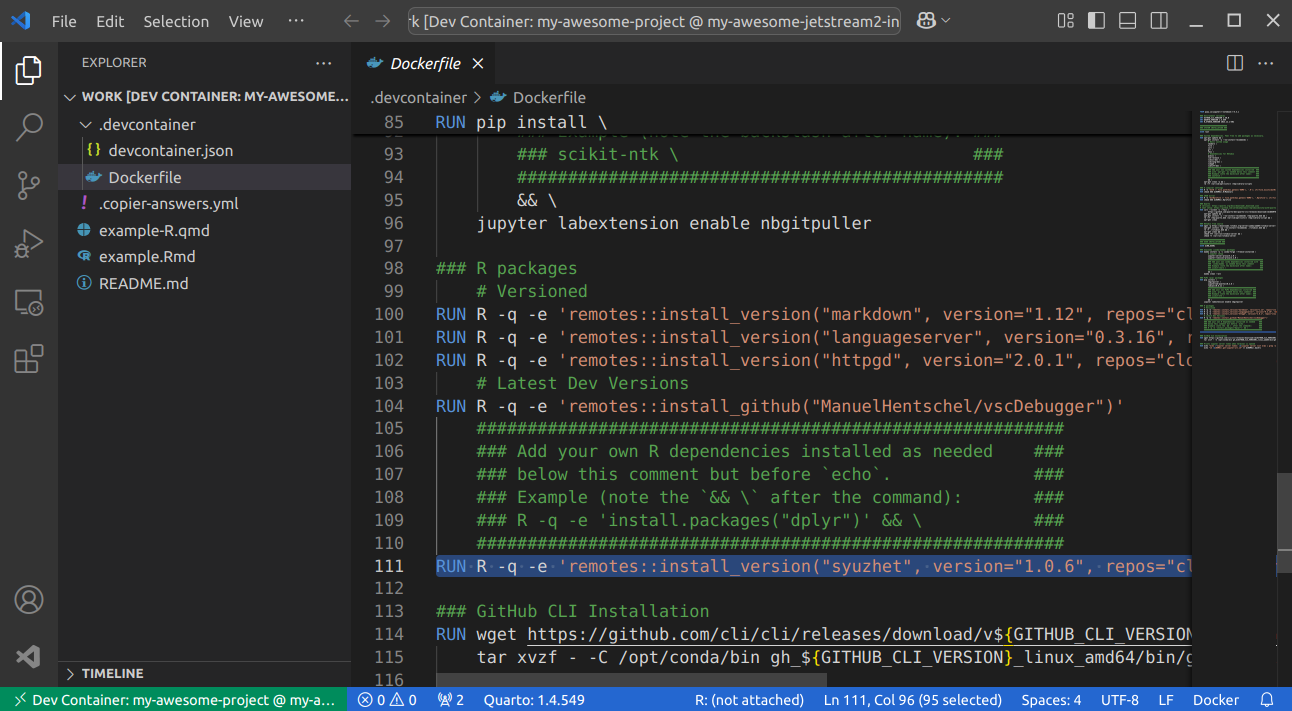 File Edit Selection View ···
rk [Dev Container: my-awesome-project @ my-awesome-jetstream2-in
EXPLORER ···
WORK [DEV CONTAINER: MY-AWESOME...
.devcontainer
{} devcontainer.json
Dockerfile
! .copier-answers.yml
example-R.qmd
example.Rmd
README.md
TIMELINE
Dockerfile
.devcontainer > Dockerfile
85 RUN pip install \
93 ### scikit-ntk \ ###
94 ################################################
95 && \
96 jupyter labextension enable nbgitpuller
97
98 ### R packages
99 # Versioned
100 RUN R -q -e 'remotes::install_version("markdown", version="1.12", repos="cl
101 RUN R -q -e 'remotes::install_version("languageserver", version="0.3.16", r
102 RUN R -q -e 'remotes::install_version("httpgd", version="2.0.1", repos="clo
103 # Latest Dev Versions
104 RUN R -q -e 'remotes::install_github("ManuelHentschel/vscDebugger")'
105 ##########################################################
106 ### Add your own R dependencies installed as needed ###
107 ### below this comment but before `echo`. ###
108 ### Example (note the `&& \` after the command): ###
109 ### R -q -e 'install.packages("dplyr")' && \ ###
110 ##########################################################
111 RUN R -q -e 'remotes::install_version("syuzhet", version="1.0.6", repos="cl
112
113 ### GitHub CLI Installation
114 RUN wget https://github.com/cli/cli/releases/download/v${GITHUB_CLI_VERSION
115 tar xvzf - -C /opt/conda/bin gh_${GITHUB_CLI_VERSION}_linux_amd64/bin/g
116
Dev Container: my-awesome-project @ my-a... 0 0 2 Quarto: 1.4.549 R: (not attached) Ln 111, Col 96 (95 selected) Spaces: 4 UTF-8 LF Docker